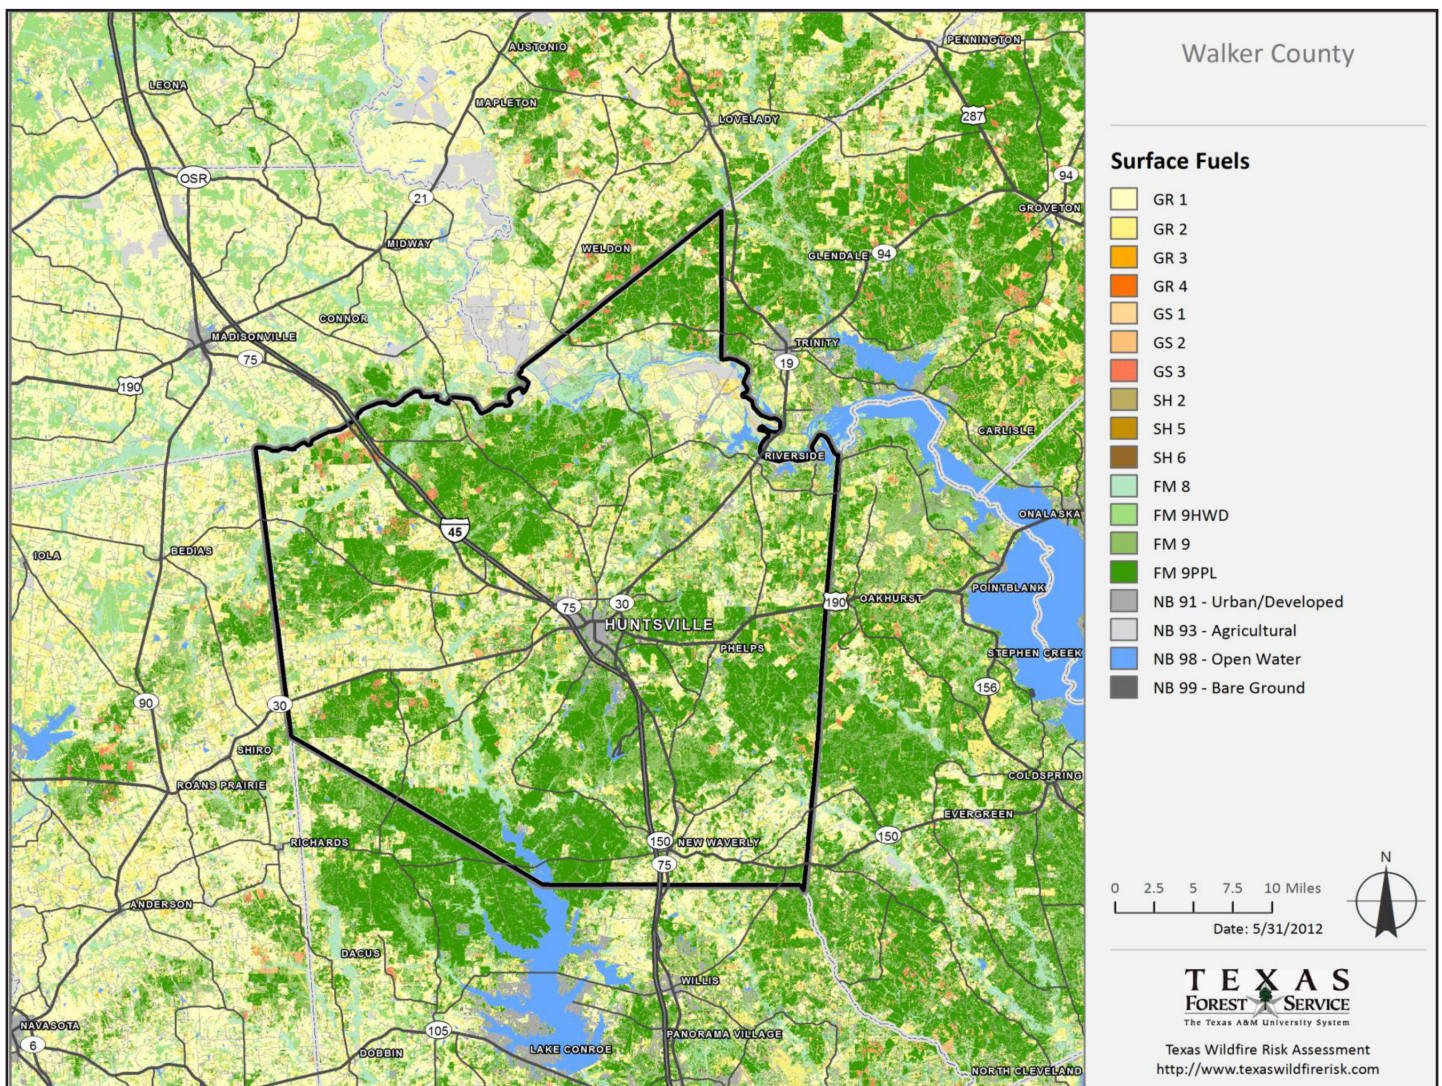 Walker County
Surface Fuels
GR 1
GR 2
GR 3
GR 4
GS 1
GS 2
GS 3
SH 2
SH 5
SH 6
FM 8
FM 9HWD
FM 9
FM 9PPL
NB 91 - Urban/Developed
NB 93 - Agricultural
NB 98 - Open Water
NB 99 - Bare Ground
0 2.5 5 7.5 10 Miles
N
Date: 5/31/2012
TEXAS
FOREST SERVICE
The Texas A&M University System
Texas Wildfire Risk Assessment
http://www.texaswildfirerisk.com
PENNINGTON
AUSTONIO
LEONA
MAPLETON
LOVELADY
287
OSR
94
21
GROVETON
MIDWAY
WELDON
GLENDALE
94
CONNOR
MADISONVILLE
TRINITY
75
19
190
CARLISLE
RIVERSIDE
ONALASKA
45
BEDIAS
IOLA
POINTBLANK
75
30
190
OAKHURST
HUNTSVILLE
PHELPS
STEPHEN CREEK
156
90
30
SHIRO
COLDSPRING
ROANS PRAIRIE
EVERGREEN
150
150
NEW WAVERLY
RICHARDS
75
ANDERSON
DACUS
WILLIS
NAVASOTA
105
PANORAMA VILLAGE
6
DOBBIN
LAKE CONROE
NORTH CLEVELAND